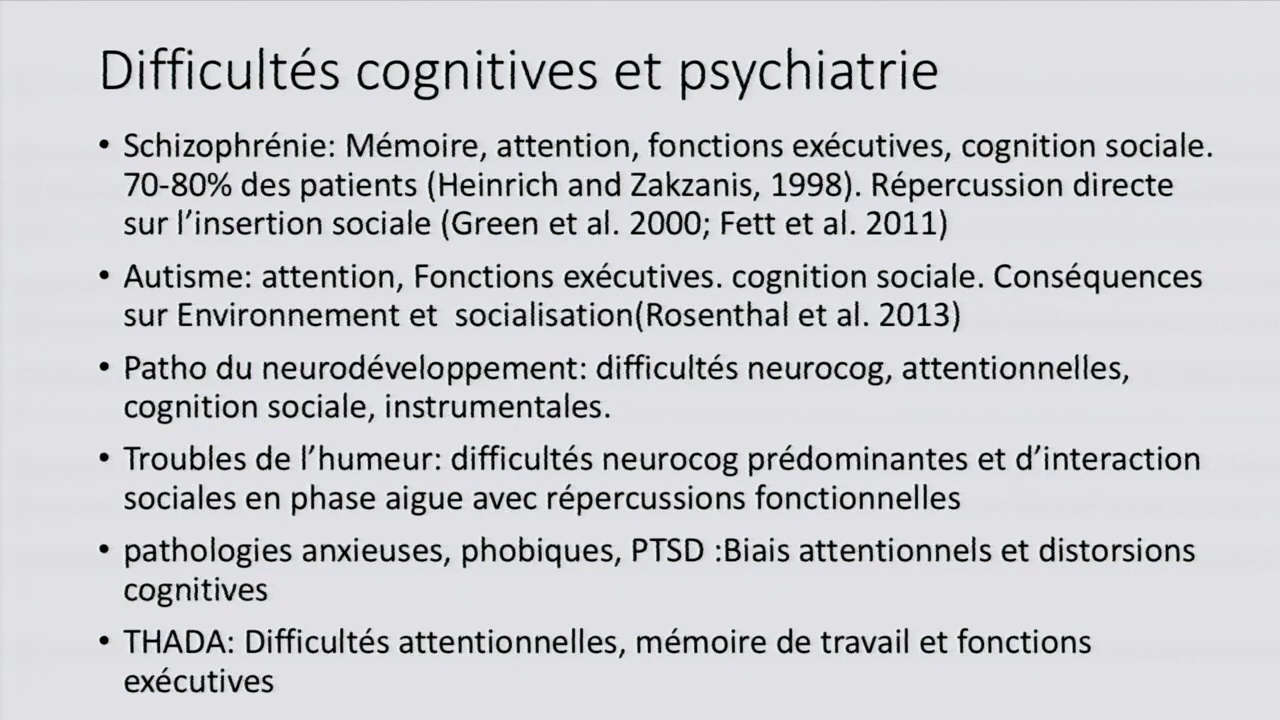 Difficultés cognitives et psychiatrie
• Schizophrénie: Mémoire, attention, fonctions exécutives, cognition sociale.
70-80% des patients (Heinrich and Zakzanis, 1998). Répercussion directe
sur l’insertion sociale (Green et al. 2000; Fett et al. 2011)
• Autisme: attention, Fonctions exécutives. cognition sociale. Conséquences
sur Environnement et  socialisation(Rosenthal et al. 2013)
• Patho du neurodéveloppement: difficultés neurocog, attentionnelles,
cognition sociale, instrumentales.
• Troubles de l’humeur: difficultés neurocog prédominantes et d’interaction
sociales en phase aigue avec répercussions fonctionnelles
• pathologies anxieuses, phobiques, PTSD :Biais attentionnels et distorsions
cognitives
• THADA: Difficultés attentionnelles, mémoire de travail et fonctions
exécutives